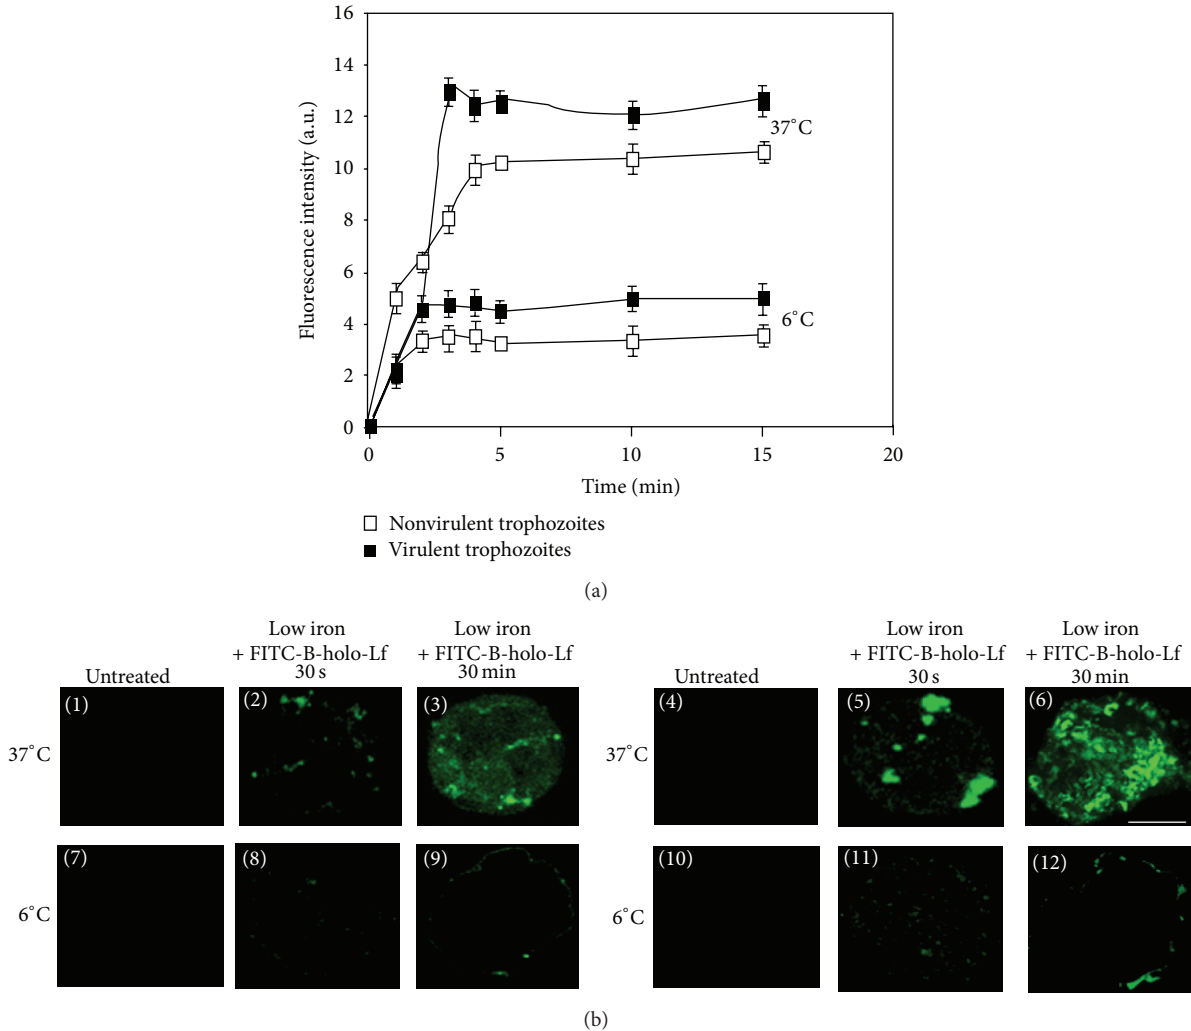 16
14
12
10
8
6
4
2
0
Fluorescence intensity (a.u.)
37°C
6°C
0 5 10 15 20
Time (min)
Nonvirulent trophozoites
Virulent trophozoites
(a)
Untreated
Low iron
+ FITC-B-holo-Lf
30 s
Low iron
+ FITC-B-holo-Lf
30 min
Untreated
Low iron
+ FITC-B-holo-Lf
30 s
Low iron
+ FITC-B-holo-Lf
30 min
37°C
(1) (2) (3)
37°C
(4) (5) (6)
6°C
(7) (8) (9)
6°C
(10) (11) (12)
(b)